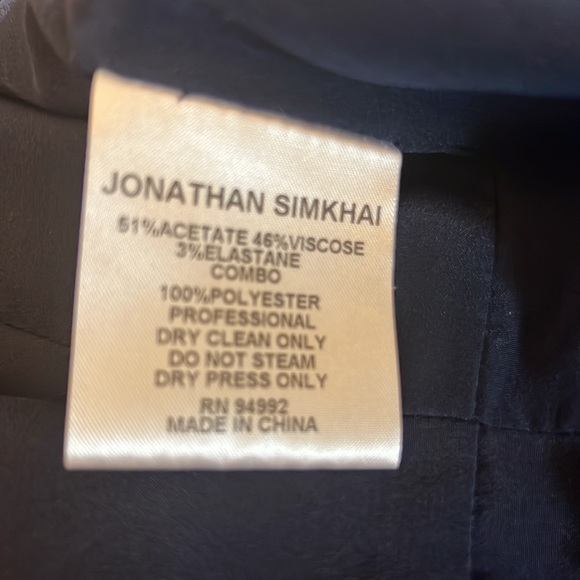 JONATHAN SIMKHAI
51%ACETATE 46%VISCOSE
3%ELASTANE
COMBO
100%POLYESTER
PROFESSIONAL
DRY CLEAN ONLY
DO NOT STEAM
DRY PRESS ONLY
RN 94992
MADE IN CHINA